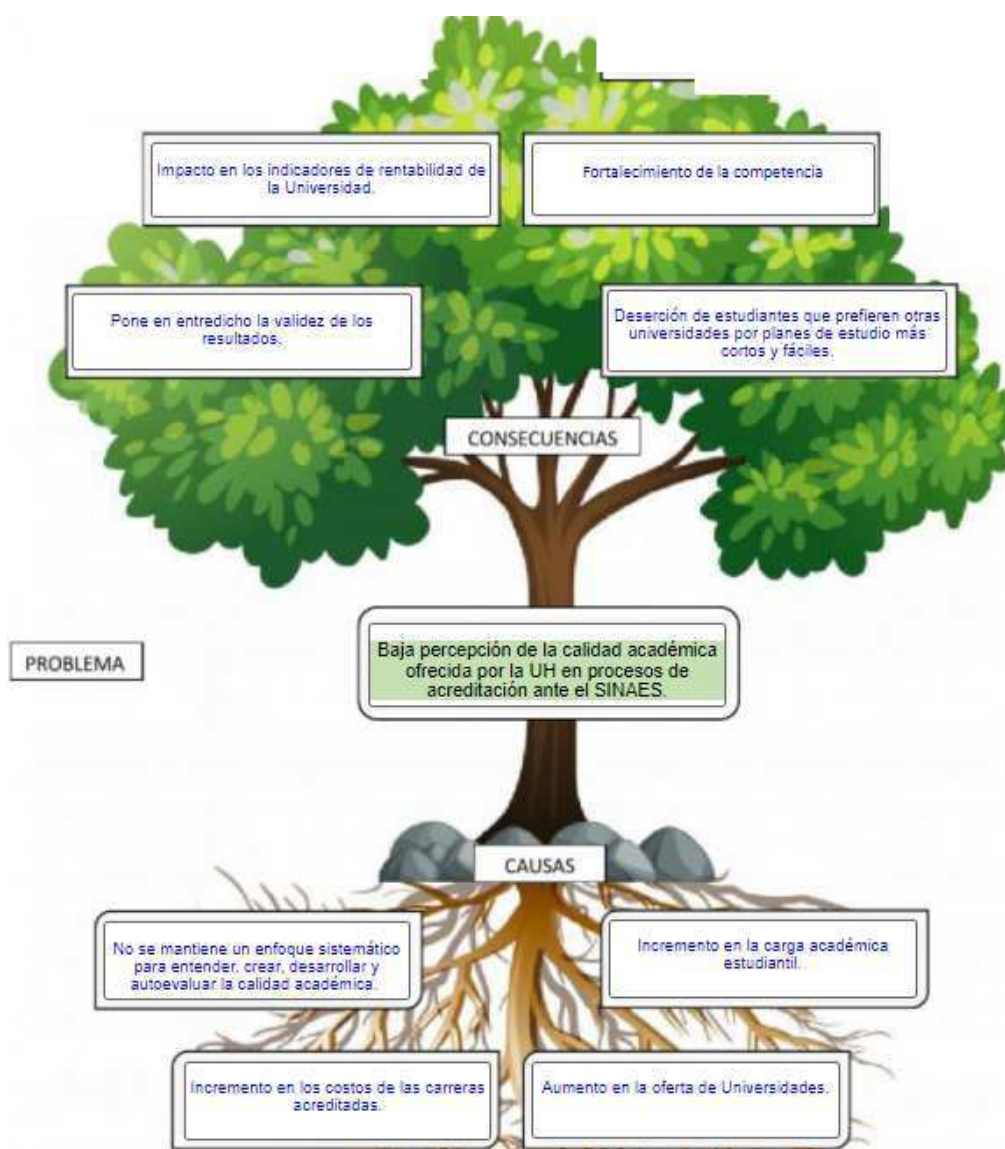 Impacto en los indicadores de rentabilidad de
la Universidad.
Fortalecimiento de la competencia
Pone en entredicho la validez de los
resultados.
Deserción de estudiantes que prefieren otras
universidades por planes de estudio más
cortos y fáciles.
CONSECUENCIAS
PROBLEMA
Baja percepción de la calidad académica
ofrecida por la UH en procesos de
acreditación ante el SINAES.
CAUSAS
No se mantiene un enfoque sistemático
para entender, crear, desarrollar y
autoevaluar la calidad académica.
Incremento en la carga académica
estudiantil.
Incremento en los costos de las carreras
acreditadas.
Aumento en la oferta de Universidades.